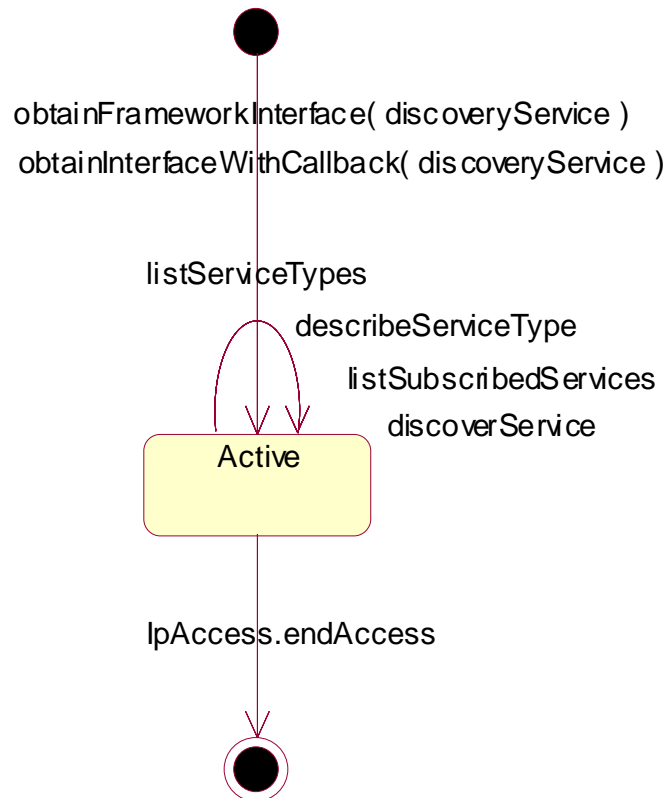 obtainFrameworkInterface( discoveryService )
obtainInterfaceWithCallback( discoveryService )
listServiceTypes
describeServiceType
listSubscribedServices
discoverService
Active
IpAccess.endAccess